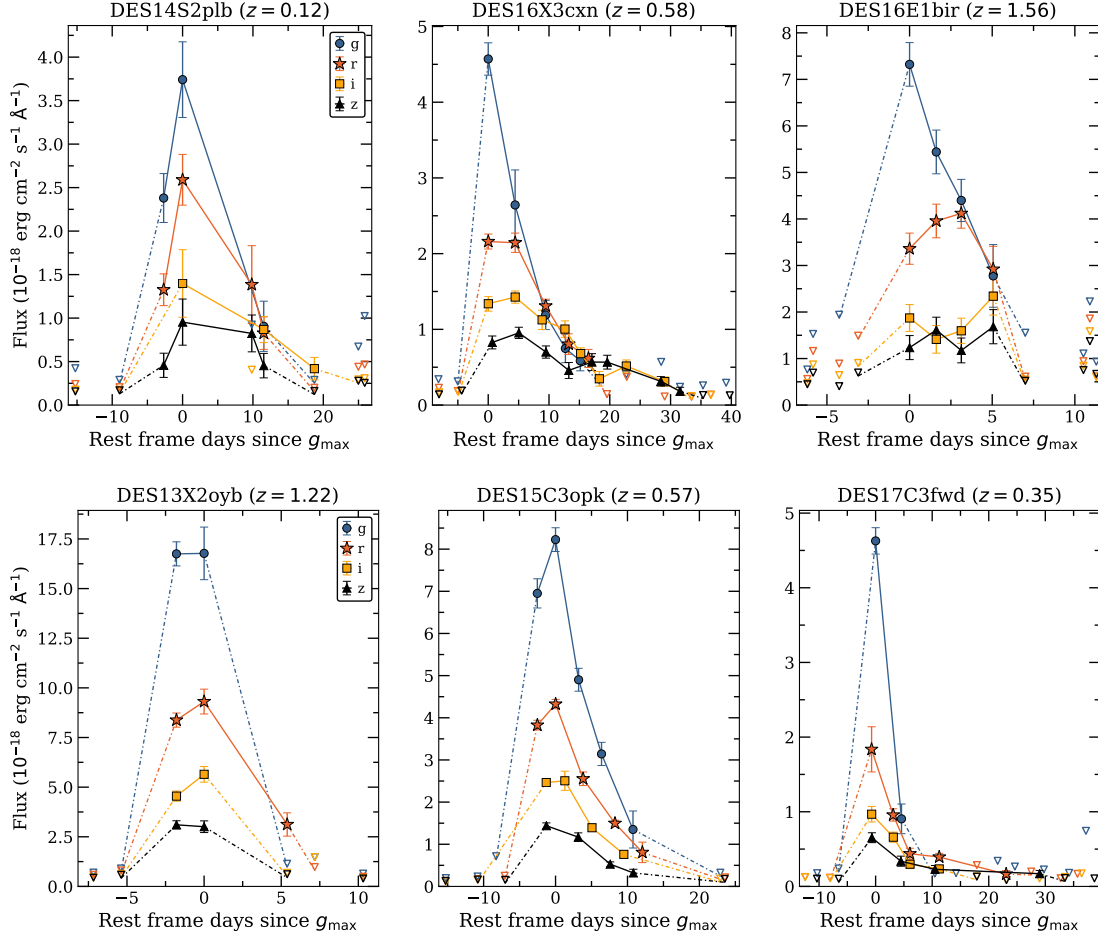 DES14S2plb (z = 0.12)
DES16X3cxn (z = 0.58)
DES16E1bir (z = 1.56)
Flux (10⁻¹⁸ erg cm⁻² s⁻¹ Å⁻¹)
4.0
3.5
3.0
2.5
2.0
1.5
1.0
0.5
0.0
g
r
i
z
−10 0 10 20
Rest frame days since g_max
5
4
3
2
1
0
0 10 20 30 40
Rest frame days since g_max
8
7
6
5
4
3
2
1
0
−5 0 5 10
Rest frame days since g_max
DES13X2oyb (z = 1.22)
DES15C3opk (z = 0.57)
DES17C3fwd (z = 0.35)
Flux (10⁻¹⁸ erg cm⁻² s⁻¹ Å⁻¹)
17.5
15.0
12.5
10.0
7.5
5.0
2.5
0.0
g
r
i
z
−5 0 5 10
Rest frame days since g_max
8
7
6
5
4
3
2
1
0
−10 0 10 20
Rest frame days since g_max
5
4
3
2
1
0
−10 0 10 20 30
Rest frame days since g_max